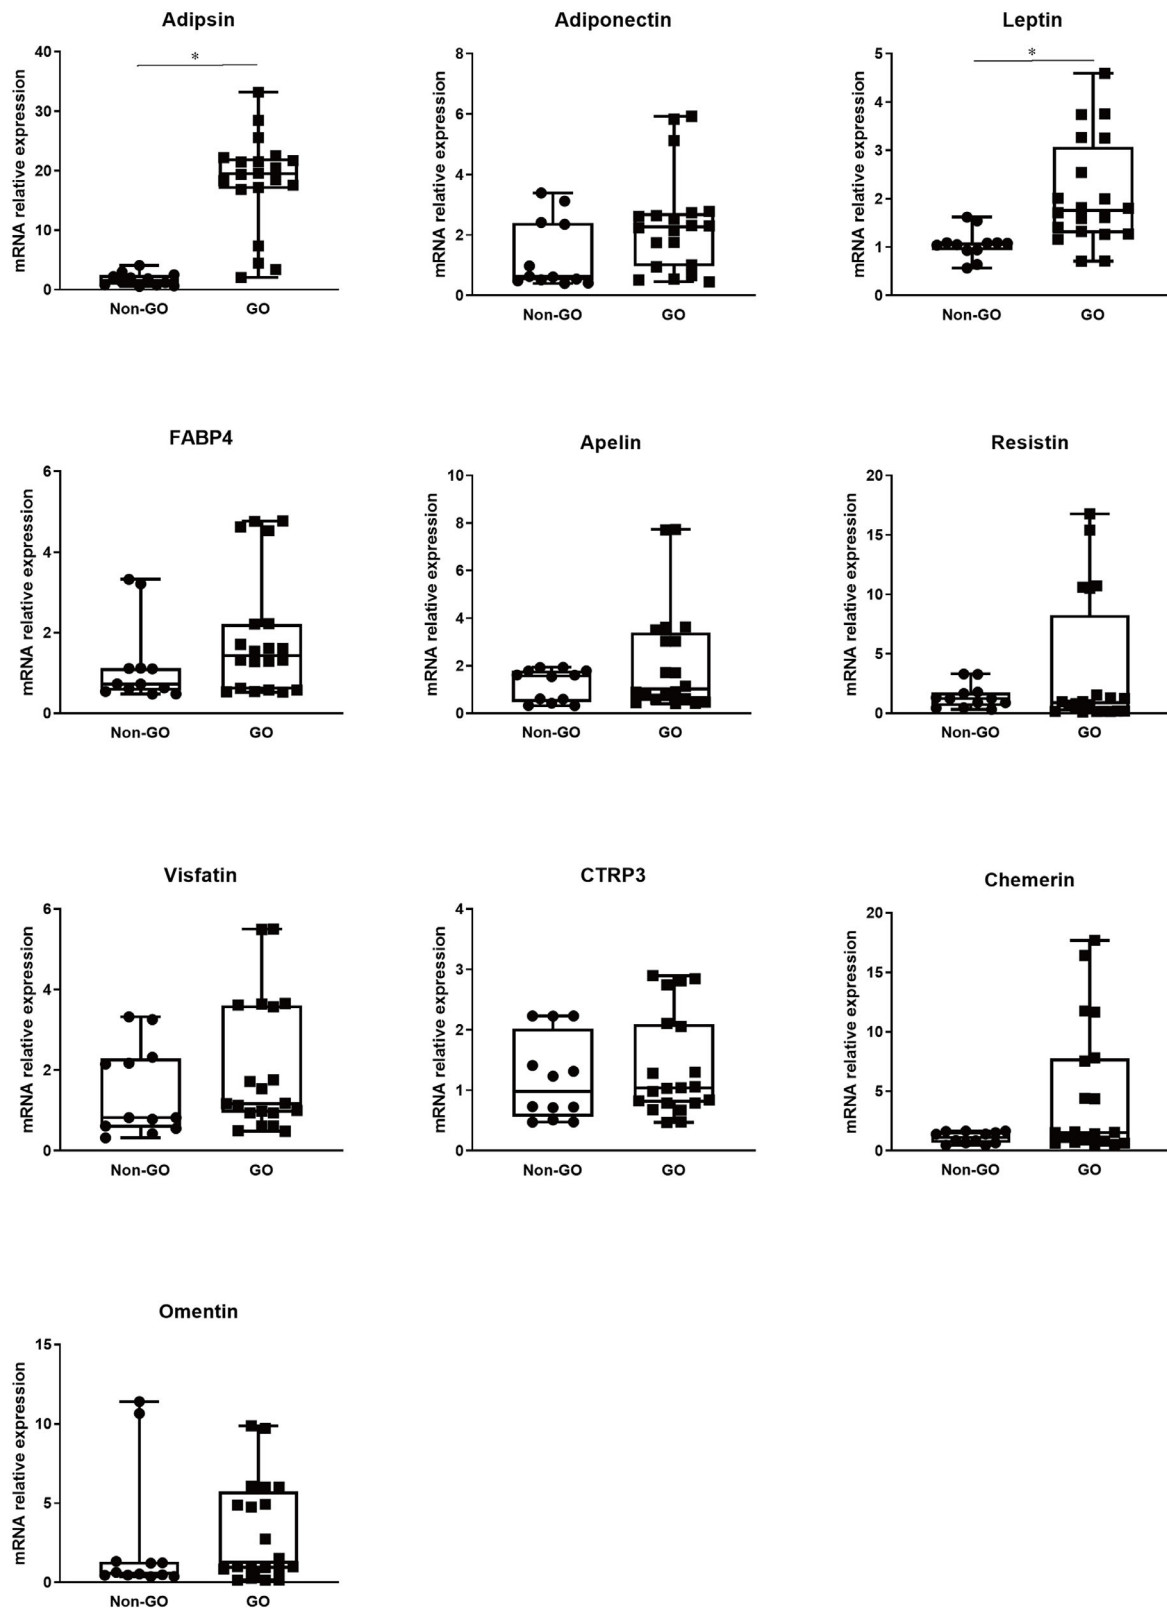 Adipsin
mRNA relative expression
40
30
20
10
0
*
Non-GO
GO
Adiponectin
mRNA relative expression
8
6
4
2
0
Non-GO
GO
Leptin
mRNA relative expression
5
4
3
2
1
0
*
Non-GO
GO
FABP4
mRNA relative expression
6
4
2
0
Non-GO
GO
Apelin
mRNA relative expression
10
8
6
4
2
0
Non-GO
GO
Resistin
mRNA relative expression
20
15
10
5
0
Non-GO
GO
Visfatin
mRNA relative expression
6
4
2
0
Non-GO
GO
CTRP3
mRNA relative expression
4
3
2
1
0
Non-GO
GO
Chemerin
mRNA relative expression
20
15
10
5
0
Non-GO
GO
Omentin
mRNA relative expression
15
10
5
0
Non-GO
GO